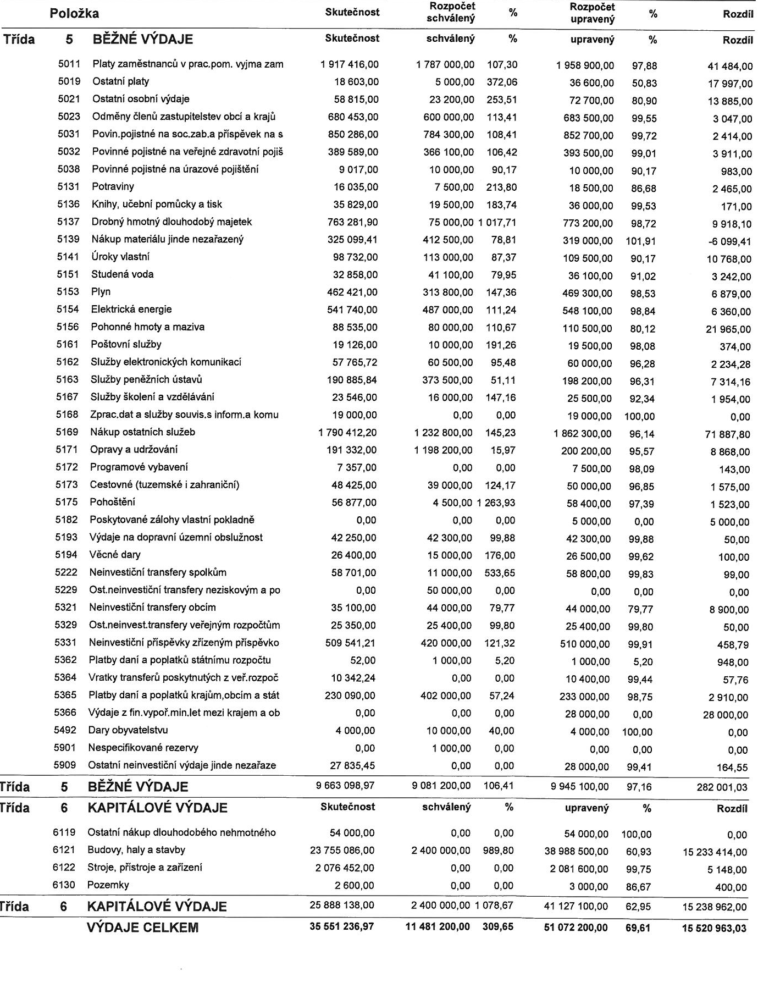 Položka Skutečnost Rozpočet schválený % Rozpočet upravený % Rozdíl
Třída 5 BĚŽNÉ VÝDAJE Skutečnost schválený % upravený % Rozdíl
5011 Platy zaměstnanců v prac.pom. vyjma zam 1 917 416,00 1 787 000,00 107,30 1 958 900,00 97,88 41 484,00
5019 Ostatní platy 18 603,00 5 000,00 372,06 36 600,00 50,83 17 997,00
5021 Ostatní osobní výdaje 58 815,00 23 200,00 253,51 72 700,00 80,90 13 885,00
5023 Odměny členů zastupitelstev obcí a krajů 680 453,00 600 000,00 113,41 683 500,00 99,55 3 047,00
5031 Povin.pojistné na soc.zab.a příspěvek na s 850 286,00 784 300,00 108,41 852 700,00 99,72 2 414,00
5032 Povinné pojistné na veřejné zdravotní pojiš 389 589,00 366 100,00 106,42 393 500,00 99,01 3 911,00
5038 Povinné pojistné na úrazové pojištění 9 017,00 10 000,00 90,17 10 000,00 90,17 983,00
5131 Potraviny 16 035,00 7 500,00 213,80 18 500,00 86,68 2 465,00
5136 Knihy, učební pomůcky a tisk 35 829,00 19 500,00 183,74 36 000,00 99,53 171,00
5137 Drobný hmotný dlouhodobý majetek 763 281,90 75 000,00 1 017,71 773 200,00 98,72 9 918,10
5139 Nákup materiálu jinde nezařazený 325 099,41 412 500,00 78,81 319 000,00 101,91 -6 099,41
5141 Úroky vlastní 98 732,00 113 000,00 87,37 109 500,00 90,17 10 768,00
5151 Studená voda 32 858,00 41 100,00 79,95 36 100,00 91,02 3 242,00
5153 Plyn 462 421,00 313 800,00 147,36 469 300,00 98,53 6 879,00
5154 Elektrická energie 541 740,00 487 000,00 111,24 548 100,00 98,84 6 360,00
5156 Pohonné hmoty a maziva 88 535,00 80 000,00 110,67 110 500,00 80,12 21 965,00
5161 Poštovní služby 19 126,00 10 000,00 191,26 19 500,00 98,08 374,00
5162 Služby elektronických komunikací 57 765,72 60 500,00 95,48 60 000,00 96,28 2 234,28
5163 Služby peněžních ústavů 190 885,84 373 500,00 51,11 198 200,00 96,31 7 314,16
5167 Služby školení a vzdělávání 23 546,00 16 000,00 147,16 25 500,00 92,34 1 954,00
5168 Zprac.dat a služby souvis.s inform.a komu 19 000,00 0,00 0,00 19 000,00 100,00 0,00
5169 Nákup ostatních služeb 1 790 412,20 1 232 800,00 145,23 1 862 300,00 96,14 71 887,80
5171 Opravy a udržování 191 332,00 1 198 200,00 15,97 200 200,00 95,57 8 868,00
5172 Programové vybavení 7 357,00 0,00 0,00 7 500,00 98,09 143,00
5173 Cestovné (tuzemské i zahraniční) 48 425,00 39 000,00 124,17 50 000,00 96,85 1 575,00
5175 Pohoštění 56 877,00 4 500,00 1 263,93 58 400,00 97,39 1 523,00
5182 Poskytované zálohy vlastní pokladně 0,00 0,00 0,00 5 000,00 0,00 5 000,00
5193 Výdaje na dopravní územní obslužnost 42 250,00 42 300,00 99,88 42 300,00 99,88 50,00
5194 Věcné dary 26 400,00 15 000,00 176,00 26 500,00 99,62 100,00
5222 Neinvestiční transfery spolkům 58 701,00 11 000,00 533,65 58 800,00 99,83 99,00
5229 Ost.neinvestiční transfery neziskovým a po 0,00 50 000,00 0,00 0,00 0,00 0,00
5321 Neinvestiční transfery obcím 35 100,00 44 000,00 79,77 44 000,00 79,77 8 900,00
5329 Ost.neinvest.transfery veřejným rozpočtům 25 350,00 25 400,00 99,80 25 400,00 99,80 50,00
5331 Neinvestiční příspěvky zřízeným příspěvko 509 541,21 420 000,00 121,32 510 000,00 99,91 458,79
5362 Platby daní a poplatků státnímu rozpočtu 52,00 1 000,00 5,20 1 000,00 5,20 948,00
5364 Vratky transferů poskytnutých z veř.rozpoč 10 342,24 0,00 0,00 10 400,00 99,44 57,76
5365 Platby daní a poplatků krajům,obcím a stát 230 090,00 402 000,00 57,24 233 000,00 98,75 2 910,00
5366 Výdaje z fin.vypoř.min.let mezi krajem a ob 0,00 0,00 0,00 28 000,00 0,00 28 000,00
5492 Dary obyvatelstvu 4 000,00 10 000,00 40,00 4 000,00 100,00 0,00
5901 Nespecifikované rezervy 0,00 1 000,00 0,00 0,00 0,00 0,00
5909 Ostatní neinvestiční výdaje jinde nezařaze 27 835,45 0,00 0,00 28 000,00 99,41 164,55
Třída 5 BĚŽNÉ VÝDAJE 9 663 098,97 9 081 200,00 106,41 9 945 100,00 97,16 282 001,03
Třída 6 KAPITÁLOVÉ VÝDAJE Skutečnost schválený % upravený % Rozdíl
6119 Ostatní nákup dlouhodobého nehmotného 54 000,00 0,00 0,00 54 000,00 100,00 0,00
6121 Budovy, haly a stavby 23 755 086,00 2 400 000,00 989,80 38 988 500,00 60,93 15 233 414,00
6122 Stroje, přístroje a zařízení 2 076 452,00 0,00 0,00 2 081 600,00 99,75 5 148,00
6130 Pozemky 2 600,00 0,00 0,00 3 000,00 86,67 400,00
Třída 6 KAPITÁLOVÉ VÝDAJE 25 888 138,00 2 400 000,00 1 078,67 41 127 100,00 62,95 15 238 962,00
VÝDAJE CELKEM 35 551 236,97 11 481 200,00 309,65 51 072 200,00 69,61 15 520 963,03